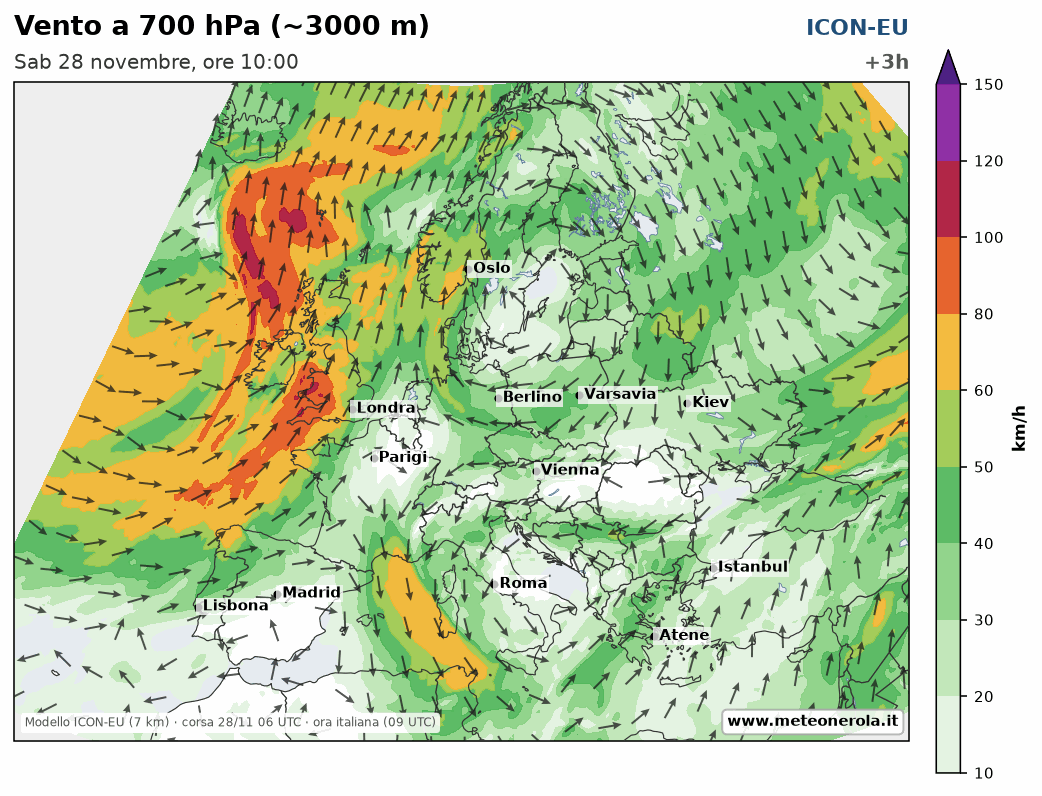 Vento a 700 hPa (~3000 m)
ICON-EU
Sab 28 novembre, ore 10:00
+3h
150
120
100
80
60
50
40
30
20
10
km/h
Oslo
Berlino
Varsavia
Kiev
Londra
Parigi
Vienna
Istanbul
Roma
Madrid
Lisbona
Atene
Modello ICON-EU (7 km) · corsa 28/11 06 UTC · ora italiana (09 UTC)
www.meteonerola.it